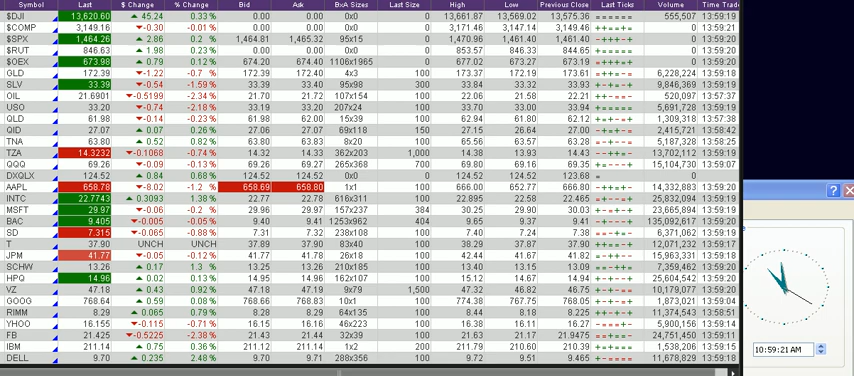 Symbol Last $ Change % Change Bid Ask BxA Sizes Last Size High Low Previous Close Last Ticks Volume Time Trade
$DJI 13,620.60 45.24 0.33 % 0.00 0.00 0x0 0 13,661.87 13,569.02 13,575.36 ====== 555,507 13:59:19
$COMP 3,149.16 -0.30 -0.01 % 0.00 0.00 0x0 0 3,171.46 3,147.14 3,149.46 13:59:20
$SPX 1,464.26 2.86 0.2 % 1,464.81 1,465.32 95x15 0 1,470.96 1,461.40 1,461.40 13:59:20
$RUT 846.63 1.98 0.23 % 0.00 0.00 0x0 0 853.57 846.33 844.65 13:59:20
$OEX 673.98 0.79 0.12 % 674.20 674.40 1106x1965 0 677.02 673.27 673.19 13:59:21
GLD 172.39 -1.22 -0.7 % 172.39 172.40 4x3 100 173.39 172.17 173.61 6,228,224 13:59:18
SLV 33.39 -0.54 -1.59 % 33.39 33.40 95x98 300 33.84 33.32 33.93 9,846,369 13:59:19
OIL 21.6901 -0.5199 -2.34 % 21.70 21.72 107x154 100 22.06 21.58 22.21 520,097 13:57:37
USO 33.20 -0.74 -2.18 % 33.19 33.20 207x24 100 33.70 33.00 33.94 ====== 5,691,728 13:59:19
QLD 61.98 -0.14 -0.23 % 61.98 62.00 15x39 100 62.94 61.80 62.12 1,309,318 13:57:38
QID 27.07 0.07 0.26 % 27.06 27.07 69x118 150 27.15 26.64 27.00 2,415,721 13:58:42
TNA 63.80 0.52 0.82 % 63.80 63.83 8x20 100 65.56 63.57 63.28 5,187,328 13:58:25
TZA 14.3232 -0.1068 -0.74 % 14.32 14.33 362x203 1,000 14.38 13.93 14.43 13,702,112 13:59:19
QQQ 69.26 -0.09 -0.13 % 69.26 69.27 265x368 700 69.80 69.16 69.35 15,104,730 13:59:07
DXQLX 124.52 0.84 0.68 % 124.52 124.52 0x0 0 124.52 124.52 123.68 = 0
AAPL 658.78 -8.02 -1.2 % 658.69 658.80 1x1 100 666.00 652.77 666.80 14,332,883 13:59:20
INTC 22.7743 0.3093 1.38 % 22.77 22.78 616x311 100 22.895 22.58 22.465 25,832,094 13:59:19
MSFT 29.97 -0.06 -0.2 % 29.96 29.97 157x237 384 30.25 29.90 30.03 23,665,894 13:59:19
BAC 9.405 -0.005 -0.05 % 9.40 9.41 1253x962 404 9.65 9.37 9.41 135,092,617 13:59:20
SD 7.315 -0.065 -0.88 % 7.31 7.32 238x108 100 7.40 7.24 7.38 6,371,062 13:59:19
T 37.90 UNCH UNCH 37.89 37.90 83x40 100 38.29 37.87 37.90 12,071,232 13:59:17
JPM 41.77 -0.05 -0.12 % 41.77 41.78 26x18 100 42.44 41.67 41.82 15,963,331 13:59:18
SCHW 13.26 0.17 1.3 % 13.25 13.26 210x185 100 13.40 13.15 13.09 7,359,462 13:59:20
HPQ 14.96 0.02 0.13 % 14.95 14.96 162x107 100 15.12 14.67 14.94 25,604,542 13:59:20
VZ 47.18 0.43 0.92 % 47.18 47.19 9x79 1,500 47.32 46.82 46.75 10,177,077 13:59:20
GOOG 768.64 0.59 0.08 % 768.66 768.83 10x1 100 774.38 767.75 768.05 1,873,021 13:59:04
RIMM 8.29 0.065 0.79 % 8.28 8.29 64x135 100 8.44 8.18 8.225 11,374,543 13:58:51
YHOO 16.155 -0.115 -0.71 % 16.15 16.16 46x223 100 16.38 16.11 16.27 5,900,156 13:59:14
FB 21.425 -0.5225 -2.38 % 21.43 21.44 32x39 100 21.63 21.17 21.9475 24,751,450 13:59:11
IBM 211.14 0.75 0.36 % 211.12 211.14 1x2 200 211.79 210.60 210.39 1,538,206 13:59:12
DELL 9.70 0.235 2.48 % 9.70 9.71 288x356 100 9.72 9.51 9.465 11,678,829 13:59:16
10:59:21 AM